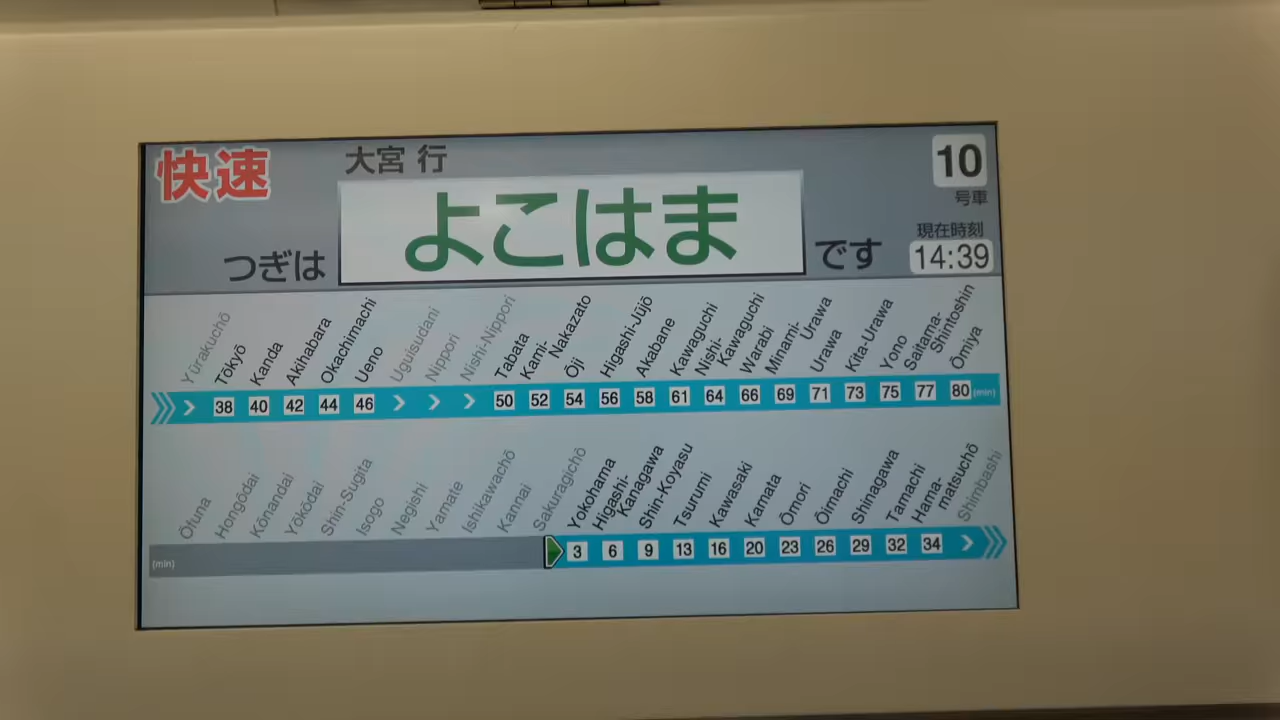 快速
大宮 行
10
号車
つぎは
よこはま
です
現在時刻
14:39
Yūrakuchō
Tōkyō
Kanda
Akihabara
Okachimachi
Ueno
Uguisudani
Nippori
Nishi-Nippori
Tabata
Kami-
Nakazato
Ōji
Higashi-Jūjō
Akabane
Kawaguchi
Nishi-
Kawaguchi
Warabi
Minami-
Urawa
Urawa
Kita-Urawa
Yono
Saitama-
Shintoshin
Ōmiya
38 40 42 44 46 50 52 54 56 58 61 64 66 69 71 73 75 77 80 (min)
Ōfuna
Hongōdai
Kōnandai
Yōkōdai
Shin-Sugita
Isogo
Negishi
Yamate
Ishikawachō
Kannai
Sakuragichō
Yokohama
Higashi-
Kanagawa
Shin-Koyasu
Tsurumi
Kawasaki
Kamata
Ōmori
Ōimachi
Shinagawa
Tamachi
Hama-
matsuchō
Shimbashi
(min) 3 6 9 13 16 20 23 26 29 32 34